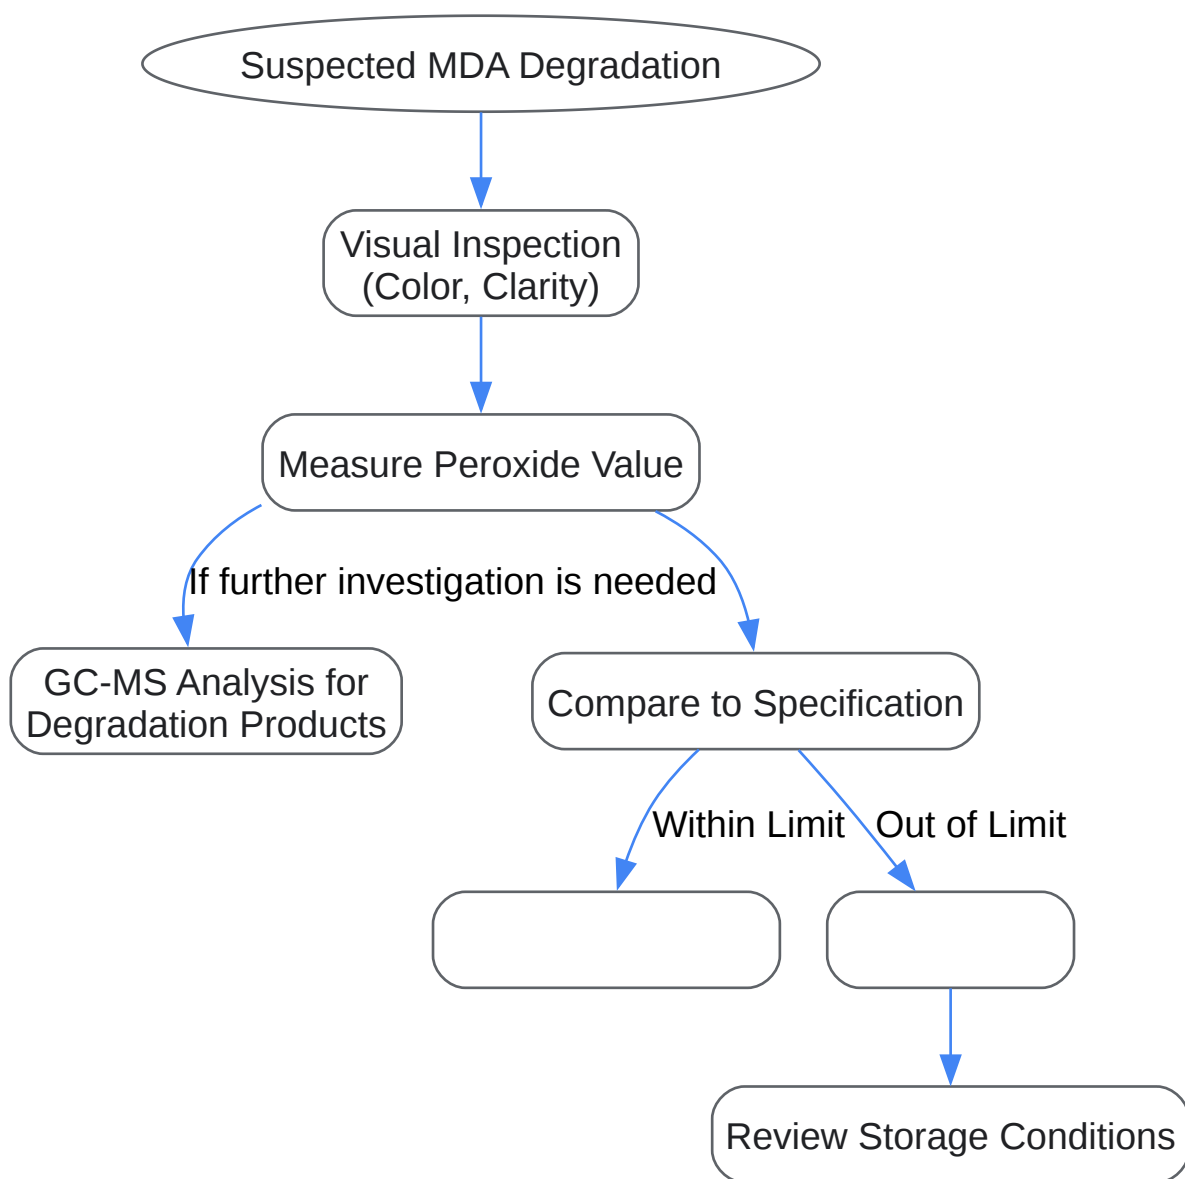 Suspected MDA Degradation
Visual Inspection
(Color, Clarity)
Measure Peroxide Value
If further investigation is needed
GC-MS Analysis for
Degradation Products
Compare to Specification
Within Limit
Out of Limit
Review Storage Conditions